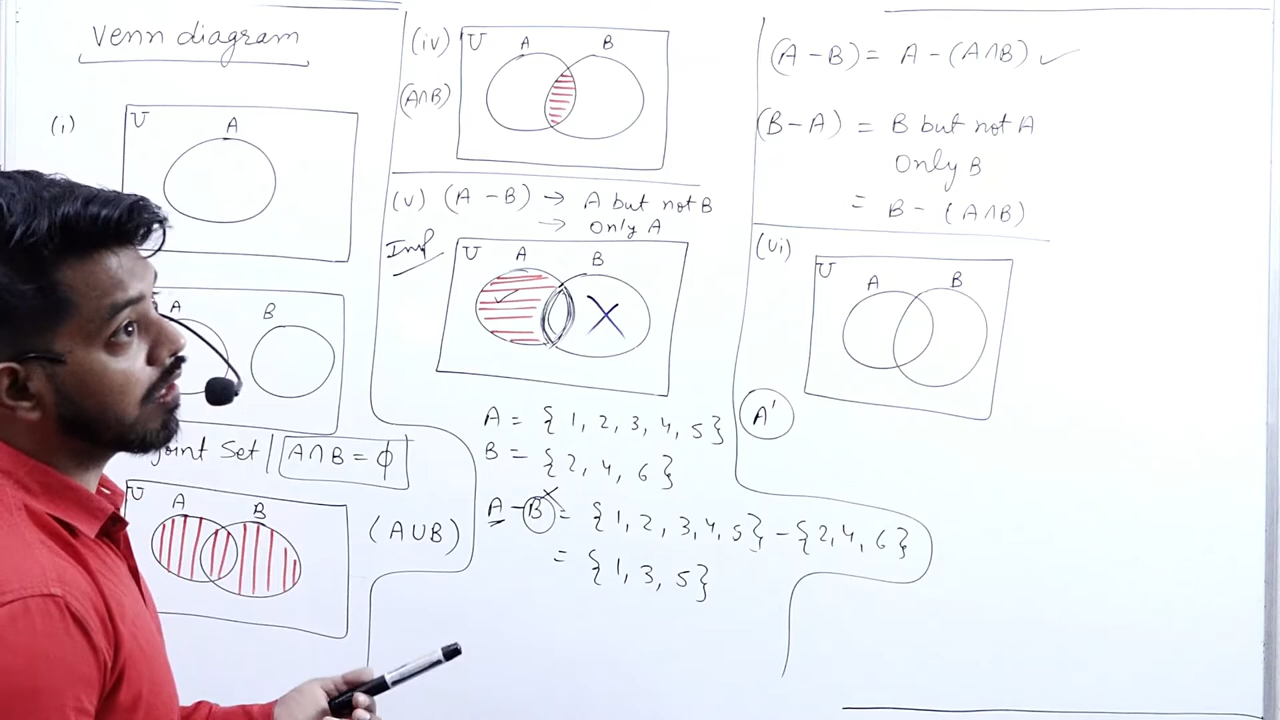 Venn diagram
(i)
U
A
A
B
joint Set | A∩B = ϕ
U
A
B
(A∪B)
(iv)
U
A
B
(A∩B)
(v) (A - B) → A but not B
→ Only A
Imp
U
A
B
A = {1, 2, 3, 4, 5}
B = {2, 4, 6}
A - B = {1, 2, 3, 4, 5} - {2, 4, 6}
= {1, 3, 5}
(A - B) = A - (A∩B) ✓
(B - A) = B but not A
Only B
= B - (A∩B)
(vi)
U
A
B
A'